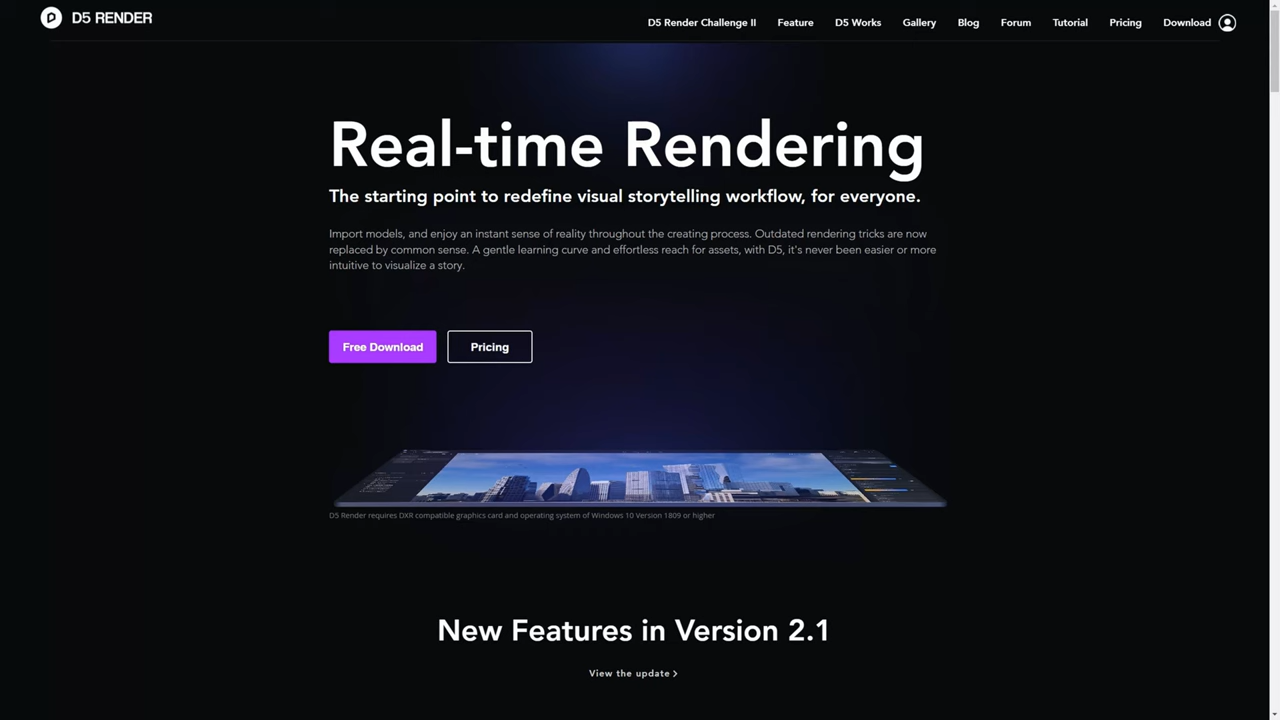 D5 RENDER
D5 Render Challenge II
Feature
D5 Works
Gallery
Blog
Forum
Tutorial
Pricing
Download
Real-time Rendering
The starting point to redefine visual storytelling workflow, for everyone.
Import models, and enjoy an instant sense of reality throughout the creating process. Outdated rendering tricks are now
replaced by common sense. A gentle learning curve and effortless reach for assets, with D5, it's never been easier or more
intuitive to visualize a story.
Free Download
Pricing
D5 Render requires DXR compatible graphics card and operating system of Windows 10 Version 1809 or higher
New Features in Version 2.1
View the update